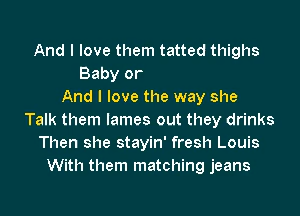 And I love them tatted thighs
Baby or
And I love the way she
Talk them lames out they drinks
Then she stayin' fresh Louis
With them matching jeans